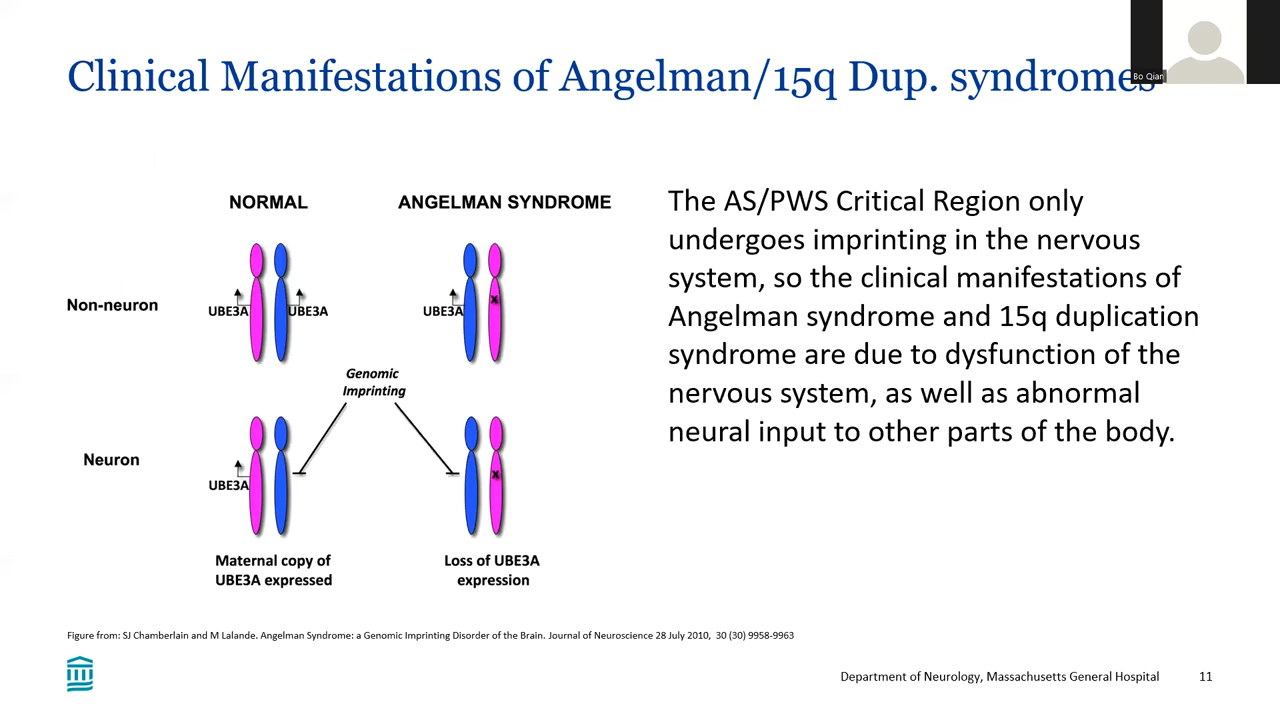 Clinical Manifestations of Angelman/15q Dup. syndromes
Bo Qian
NORMAL
ANGELMAN SYNDROME
Non-neuron
UBE3A
UBE3A
UBE3A
x
Genomic
Imprinting
Neuron
UBE3A
x
Maternal copy of
UBE3A expressed
Loss of UBE3A
expression
The AS/PWS Critical Region only
undergoes imprinting in the nervous
system, so the clinical manifestations of
Angelman syndrome and 15q duplication
syndrome are due to dysfunction of the
nervous system, as well as abnormal
neural input to other parts of the body.
Figure from: SJ Chamberlain and M Lalande. Angelman Syndrome: a Genomic Imprinting Disorder of the Brain. Journal of Neuroscience 28 July 2010, 30 (30) 9958-9963
Department of Neurology, Massachusetts General Hospital
11